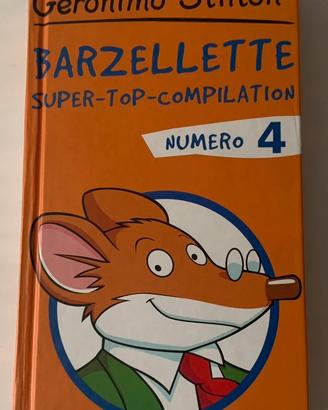 Geronimo Stilton
BARZELLETTE
SUPER-TOP-COMPILATION
NUMERO 4